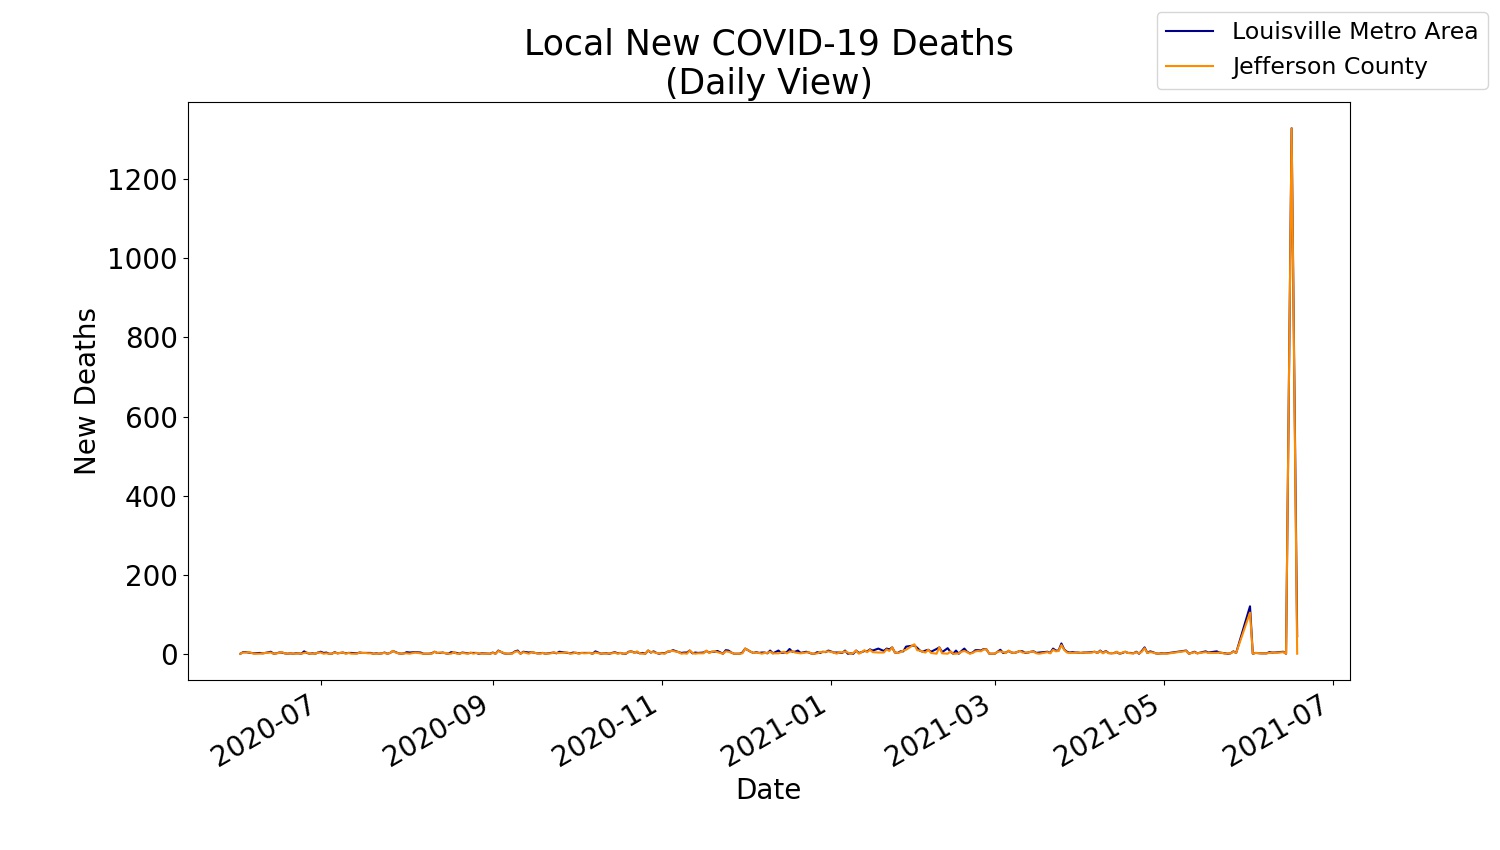 Local New COVID-19 Deaths
(Daily View)
Louisville Metro Area
Jefferson County
New Deaths
1200
1000
800
600
400
200
0
2020-07
2020-09
2020-11
2021-01
2021-03
2021-05
2021-07
Date